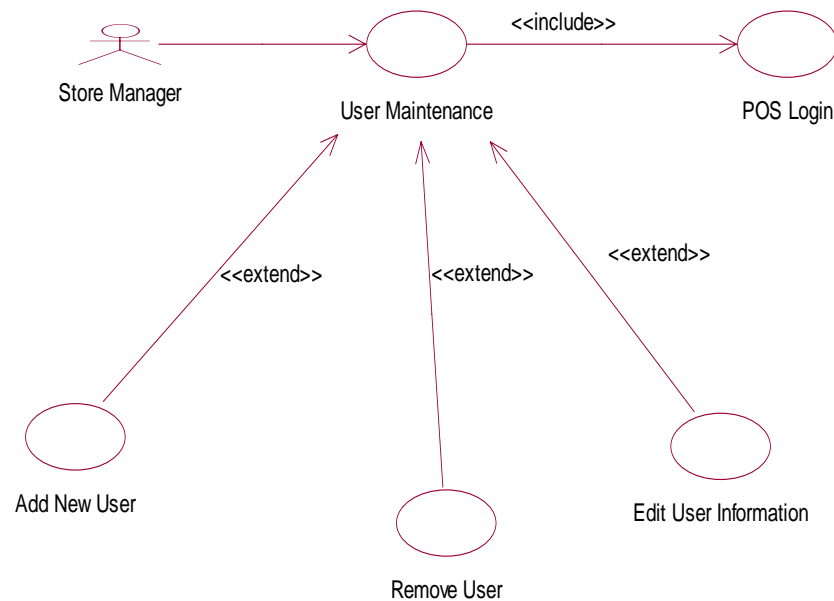 <<include>>
Store Manager
User Maintenance
POS Login
<<extend>>
<<extend>>
<<extend>>
Add New User
Edit User Information
Remove User